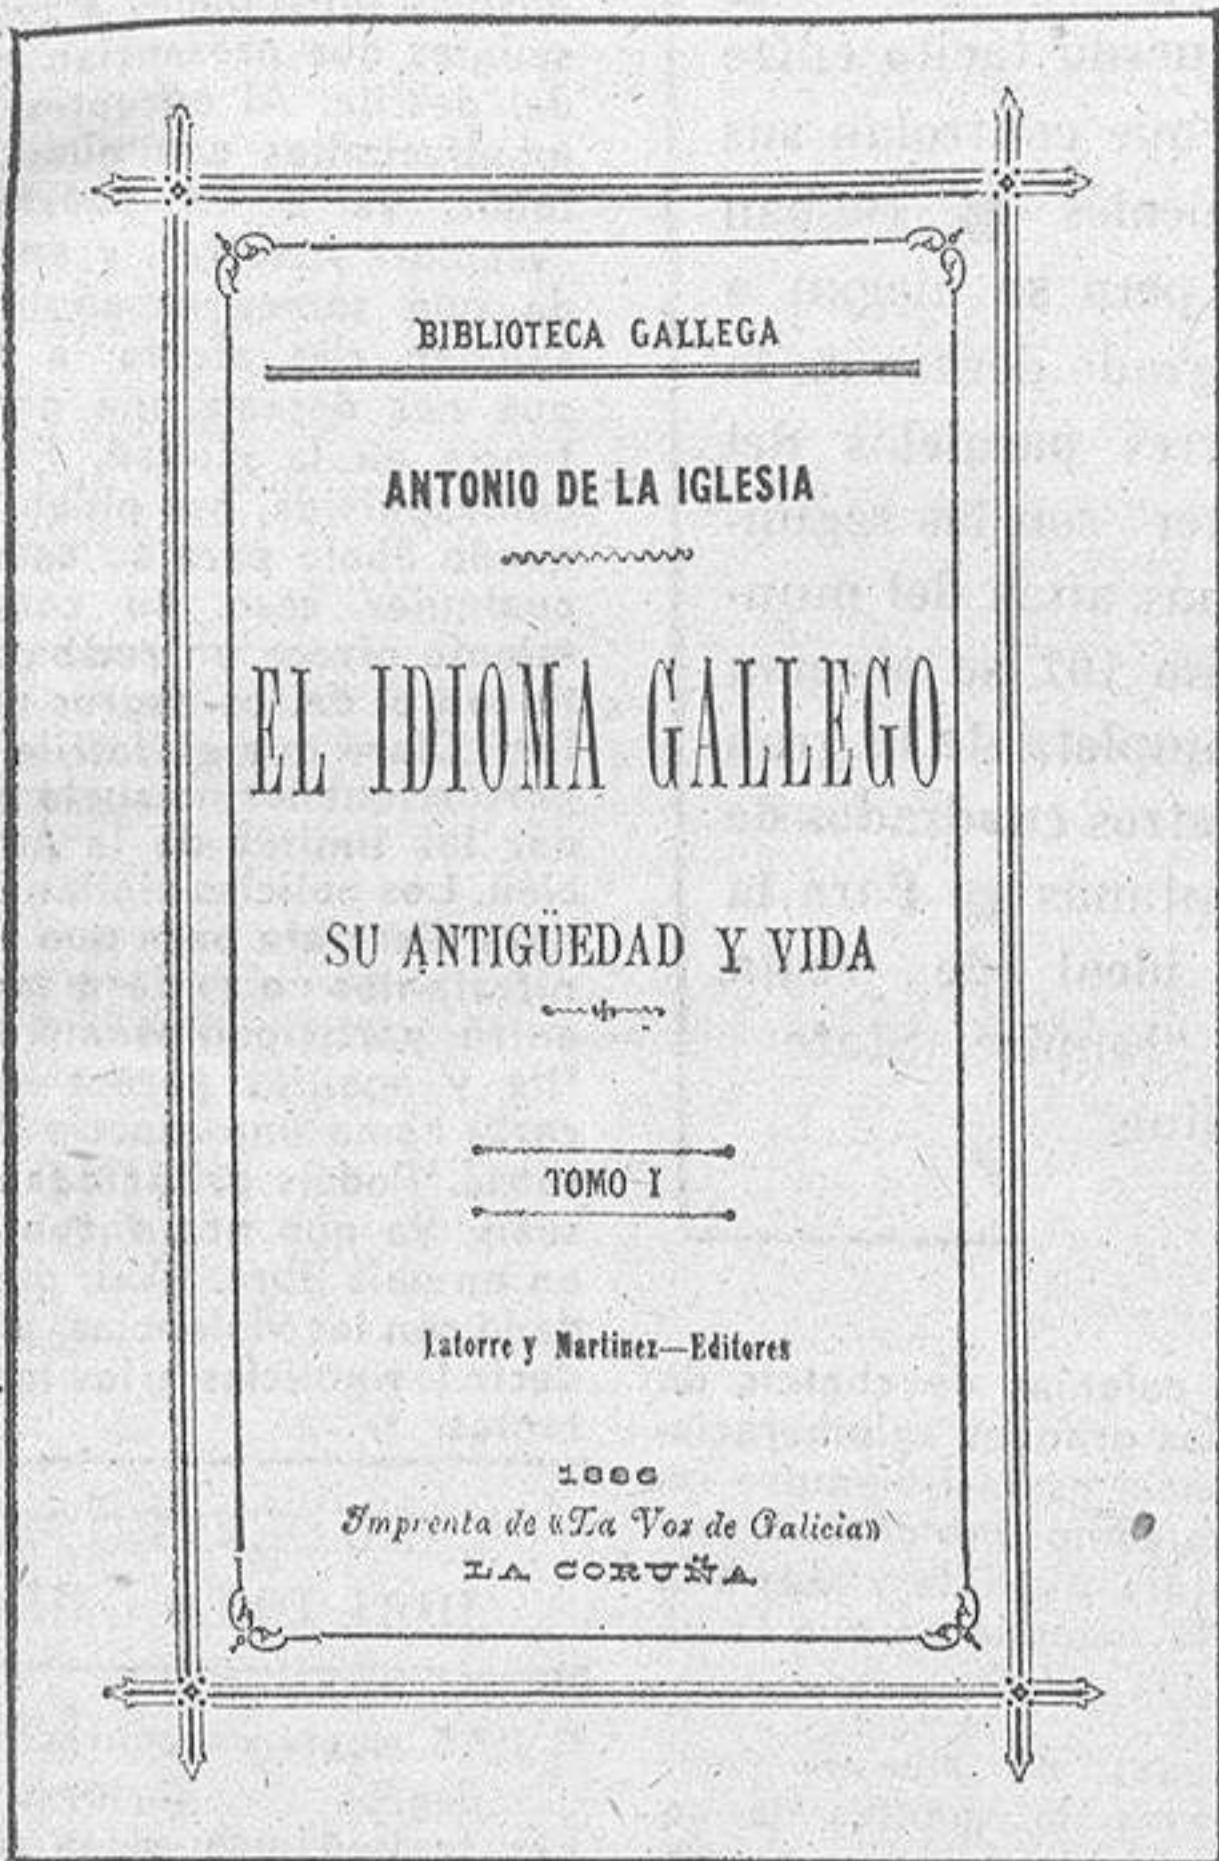 BIBLIOTECA GALLEGA
ANTONIO DE LA IGLESIA
EL IDIOMA GALLEGO
SU ANTIGÜEDAD Y VIDA
TOMO I
Latorre y Martinez—Editores
1886
Imprenta de «La Voz de Galicia»
LA CORUÑA